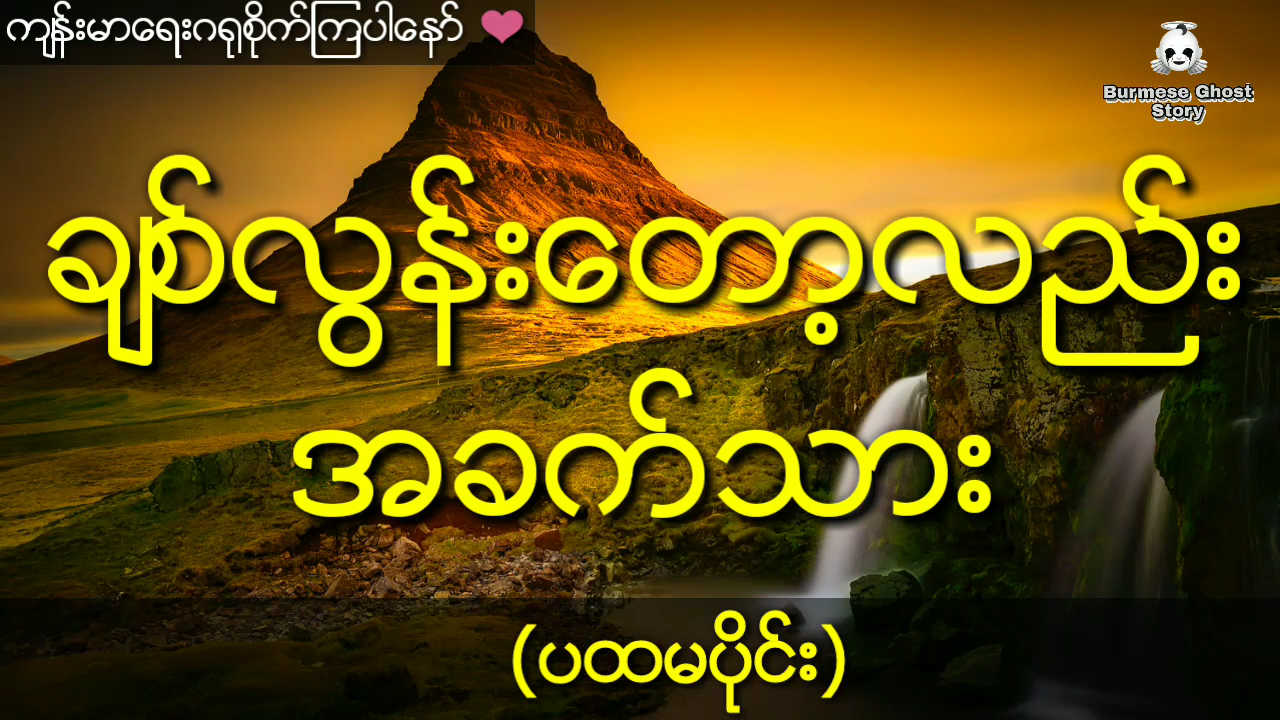 ကျန်းမာရေးဂရုစိုက်ကြပါနော် ❤
Burmese Ghost
Story
ချစ်လွန်းတော့လည်း
အခက်သား
(ပထမပိုင်း)